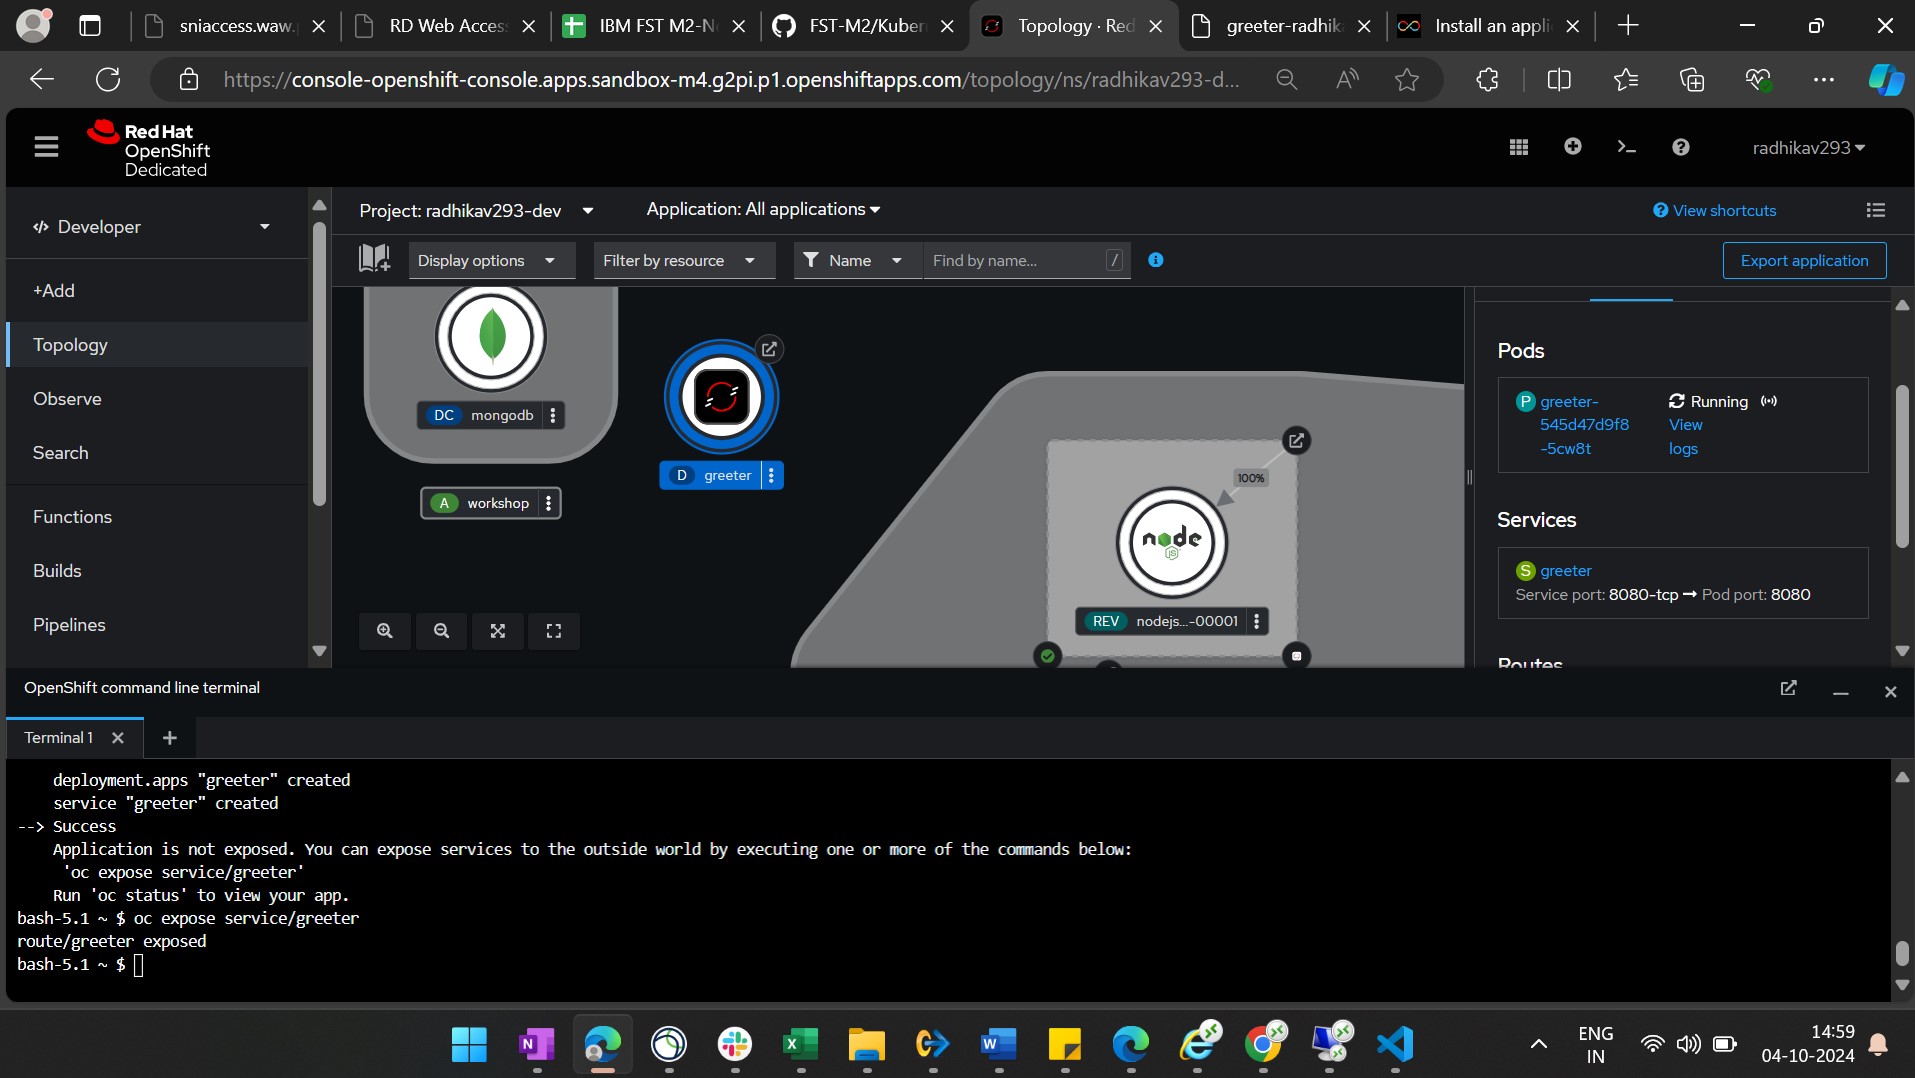 sniaccess.waw.
RD Web Access
IBM FST M2-N
FST-M2/Kuber
Topology · Red
greeter-radhik
Install an appli
https://console-openshift-console.apps.sandbox-m4.g2pi.p1.openshiftapps.com/topology/ns/radhikav293-d...
Red Hat
OpenShift
Dedicated
radhikav293
Developer
Project: radhikav293-dev
Application: All applications
View shortcuts
Display options
Filter by resource
Name
Find by name...
/
Export application
+Add
Topology
Observe
Search
Functions
Builds
Pipelines
DC mongodb
A workshop
D greeter
100%
node
JS
REV nodejs...-00001
Pods
P greeter-
545d47d9f8
-5cw8t
Running
View
logs
Services
S greeter
Service port: 8080-tcp → Pod port: 8080
Routes
OpenShift command line terminal
Terminal 1
deployment.apps "greeter" created
service "greeter" created
--> Success
Application is not exposed. You can expose services to the outside world by executing one or more of the commands below:
'oc expose service/greeter'
Run 'oc status' to view your app.
bash-5.1 ~ $ oc expose service/greeter
route/greeter exposed
bash-5.1 ~ $
ENG
IN
14:59
04-10-2024